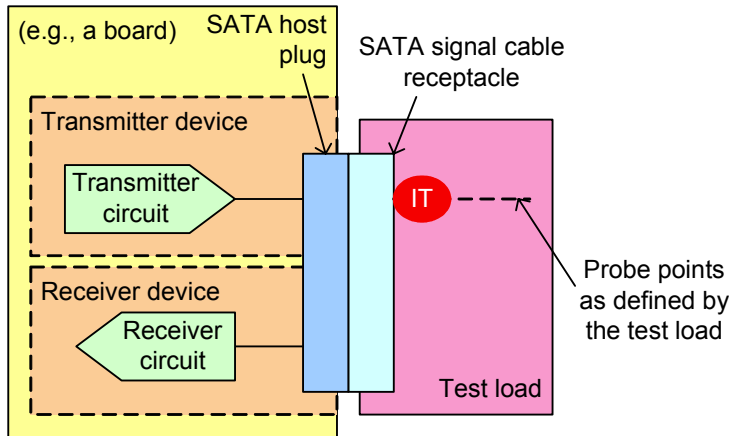 (e.g., a board)
SATA host
plug
SATA signal cable
receptacle
Transmitter device
Transmitter
circuit
IT
Probe points
as defined by
the test load
Receiver device
Receiver
circuit
Test load